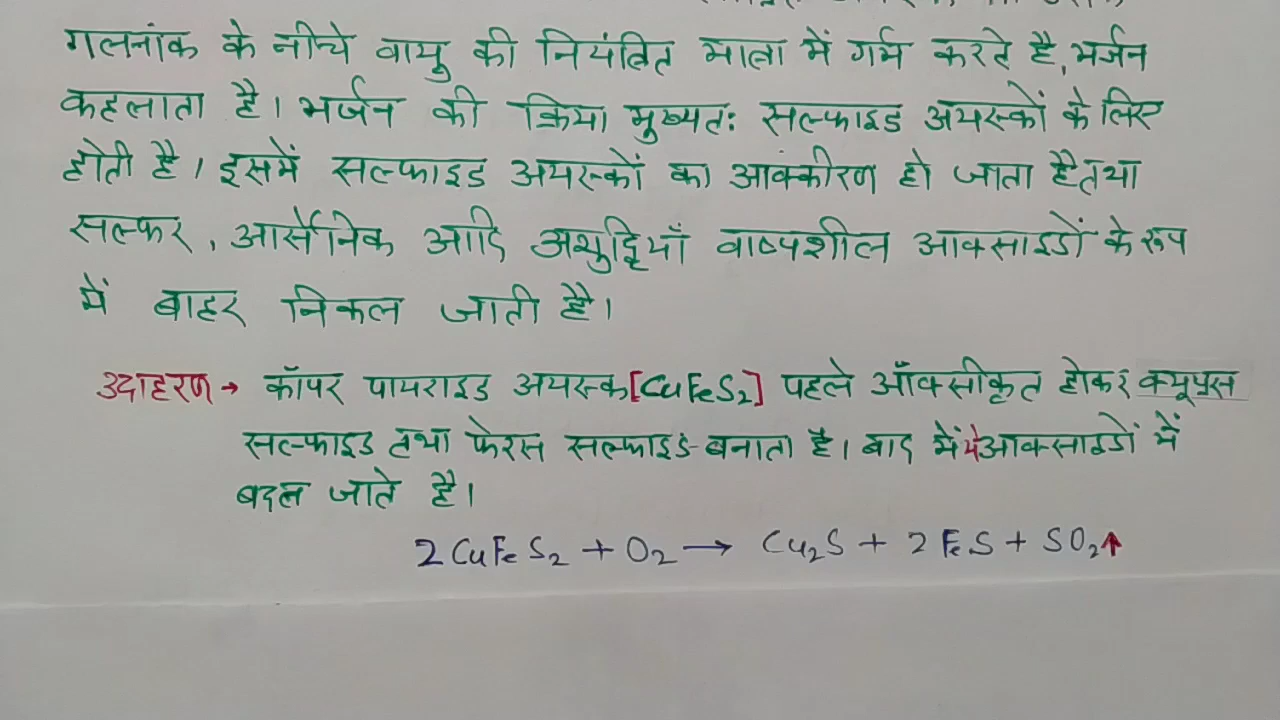 गलनांक के नीचे वायु की नियंत्रित मात्रा में गर्म करते है, भर्जन
कहलाता है। भर्जन की क्रिया मुख्यतः सल्फाइड अयस्कों के लिए
होती है। इसमें सल्फाइड अयस्कों का आक्कीरण हो जाता है तथा
सल्फर, आर्सेनिक आदि अशुद्धियाँ वाष्पशील आक्साइडों के रूप
में बाहर निकल जाती है।
उदाहरण → कॉपर पायराइड अयस्क [CuFeS₂] पहले ऑक्सीकृत होकर क्यूप्रस
सल्फाइड तथा फेरस सल्फाइड बनाता है। बाद में ये आक्साइडों में
बदल जाते है।
2CuFeS₂ + O₂ → Cu₂S + 2FeS + SO₂↑